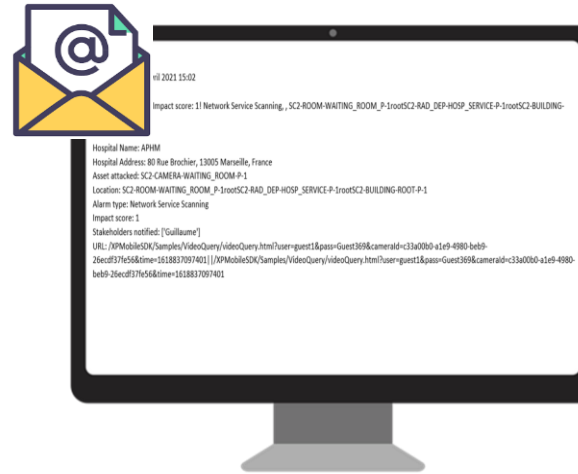 @
ril 2021 15:02
Impact score: 1! Network Service Scanning, , SC2-ROOM-WAITING_ROOM_P-1rootSC2-RAD_DEP-HOSP_SERVICE-P-1rootSC2-BUILDING-
Hospital Name: APHM
Hospital Address: 80 Rue Brochier, 13005 Marseille, France
Asset attacked: SC2-CAMERA-WAITING_ROOM-P-1
Location: SC2-ROOM-WAITING_ROOM_P-1rootSC2-RAD_DEP-HOSP_SERVICE-P-1rootSC2-BUILDING-ROOT-P-1
Alarm type: Network Service Scanning
Impact score: 1
Stakeholders notified: ['Guillaume']
URL: /XPMobileSDK/Samples/VideoQuery/videoQuery.html?user=guest1&pass=Guest369&cameraId=c33a00b0-a1e9-4980-beb9-
26ecdf37fe56&time=1618837097401||/XPMobileSDK/Samples/VideoQuery/videoQuery.html?user=guest1&pass=Guest369&cameraId=c33a00b0-a1e9-4980-
beb9-26ecdf37fe56&time=1618837097401